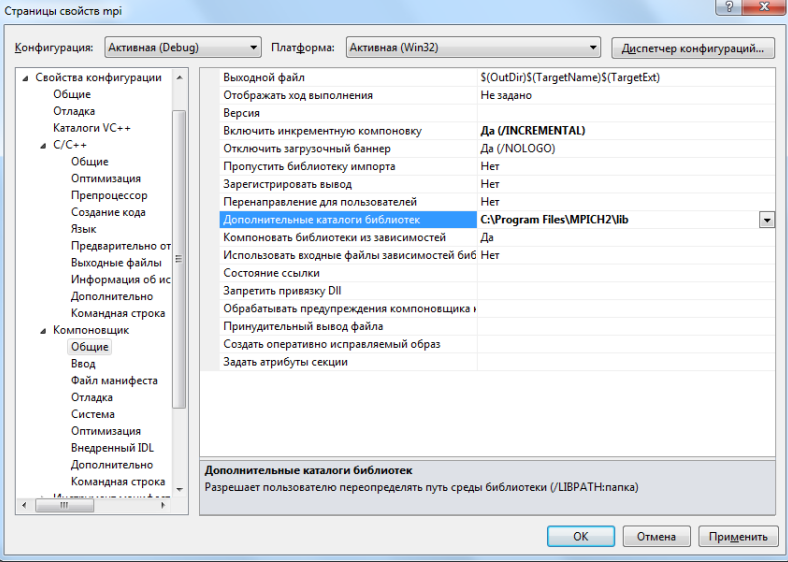 Страницы свойств mpi
Конфигурация: Активная (Debug) Платформа: Активная (Win32) Диспетчер конфигураций...
Свойства конфигурации
Общие
Отладка
Каталоги VC++
C/C++
Общие
Оптимизация
Препроцессор
Создание кода
Язык
Предварительно от
Выходные файлы
Информация об ис
Дополнительно
Командная строка
Компоновщик
Общие
Ввод
Файл манифеста
Отладка
Система
Оптимизация
Внедренный IDL
Дополнительно
Командная строка
Выходной файл $(OutDir)$(TargetName)$(TargetExt)
Отображать ход выполнения Не задано
Версия
Включить инкрементную компоновку Да (/INCREMENTAL)
Отключить загрузочный баннер Да (/NOLOGO)
Пропустить библиотеку импорта Нет
Зарегистрировать вывод Нет
Перенаправление для пользователей Нет
Дополнительные каталоги библиотек C:\Program Files\MPICH2\lib
Компоновать библиотеки из зависимостей Да
Использовать входные файлы зависимостей биб Нет
Состояние ссылки
Запретить привязку Dll
Обрабатывать предупреждения компоновщика к
Принудительный вывод файла
Создать оперативно исправляемый образ
Задать атрибуты секции
Дополнительные каталоги библиотек
Разрешает пользователю переопределять путь среды библиотеки (/LIBPATH:папка)
ОК Отмена Применить